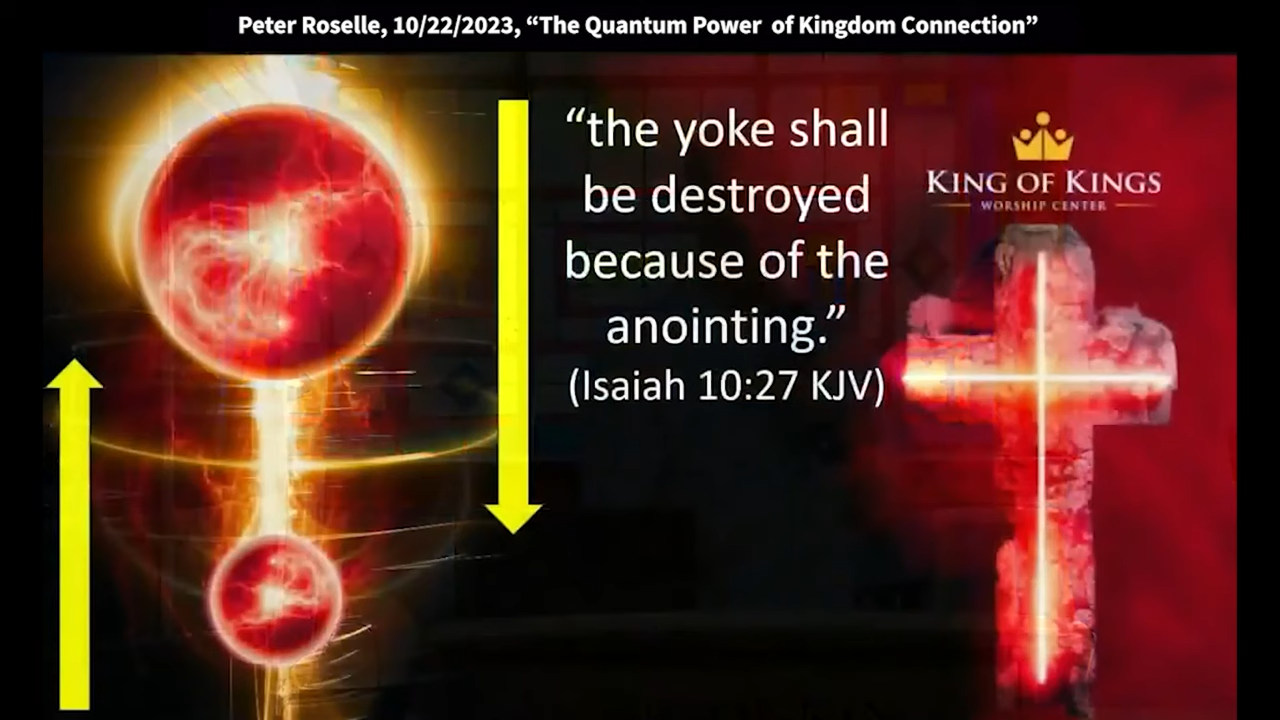 Peter Roselle, 10/22/2023, “The Quantum Power of Kingdom Connection”
“the yoke shall
be destroyed
because of the
anointing.”
(Isaiah 10:27 KJV)
KING OF KINGS
WORSHIP CENTER